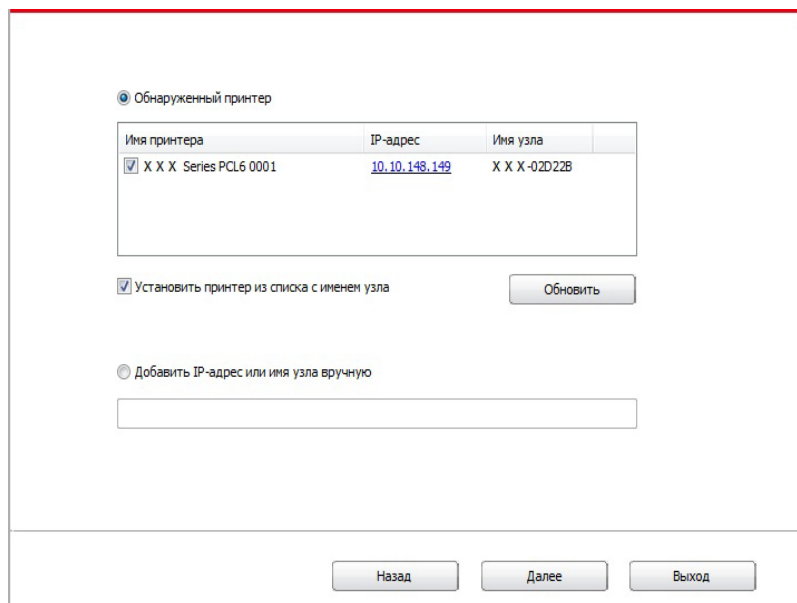 Обнаруженный принтер
Имя принтера IP-адрес Имя узла
X X X Series PCL6 0001 10.10.148.149 X X X-02D22B
Установить принтер из списка с именем узла
Обновить
Добавить IP-адрес или имя узла вручную
Назад Далее Выход